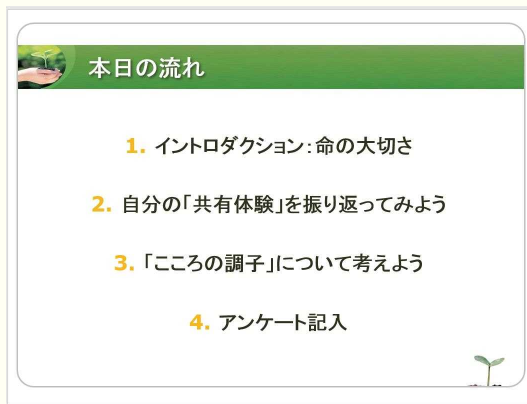 本日の流れ
1. イントロダクション：命の大切さ
2. 自分の「共有体験」を振り返ってみよう
3. 「こころの調子」について考えよう
4. アンケート記入